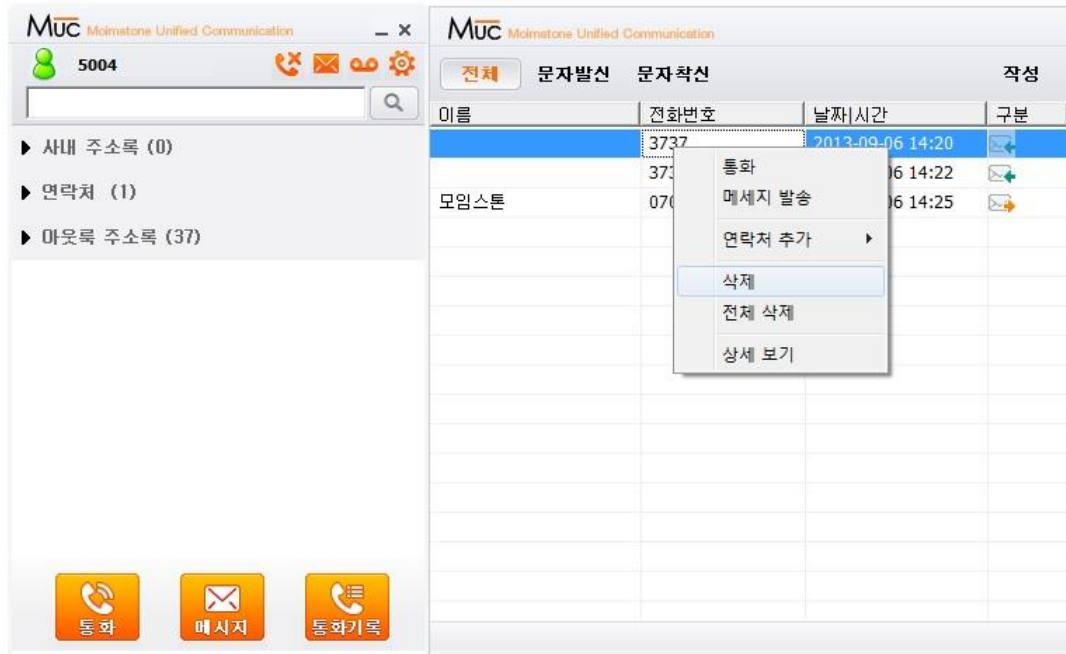 MUC Moimstone Unified Communication
5004
사내 주소록 (0)
연락처 (1)
아웃룩 주소록 (37)
통화
메시지
통화기록
MUC Moimstone Unified Communication
전체 문자발신 문자착신 작성
이름 전화번호 날짜|시간 구분
3737 2013-09-06 14:20
373 06 14:22
모임스톤 070 06 14:25
통화
메세지 발송
연락처 추가
삭제
전체 삭제
상세 보기